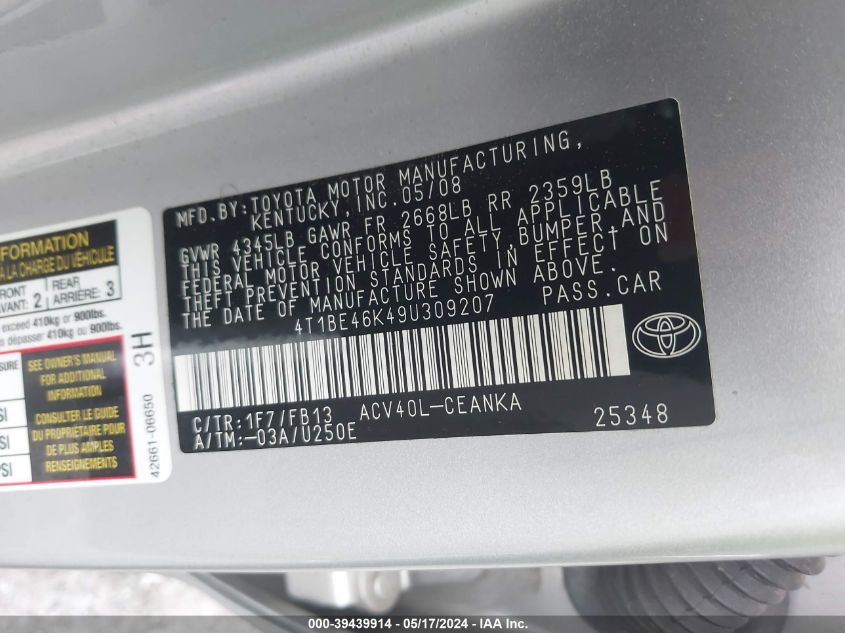 MFD. BY: TOYOTA MOTOR MANUFACTURING,
KENTUCKY, INC. 05/08
GVWR 4345LB GAWR FR 2668LB RR 2359LB
THIS VEHICLE CONFORMS TO ALL APPLICABLE
FEDERAL MOTOR VEHICLE SAFETY, BUMPER, AND
THEFT PREVENTION STANDARDS IN EFFECT ON
THE DATE OF MANUFACTURE SHOWN ABOVE.
4T1BE46K49U309207 PASS. CAR
C/TR: 1F7/FB13 ACV40L-CEANKA
A/TM: -03A/U250E 25348
INFORMATION
À LA CHARGE DU VÉHICULE
FRONT
AVANT: 2
REAR
ARRIÈRE: 3
exceed 410kg or 900lbs.
dépasser 410kg ou 900lbs.
SEE OWNER'S MANUAL
FOR ADDITIONAL
INFORMATION
CONSULTER LE GUIDE
DU PROPRIÉTAIRE POUR
DE PLUS AMPLES
RENSEIGNEMENTS
3H
42661-06650
000-39439914 - 05/17/2024 - IAA Inc.